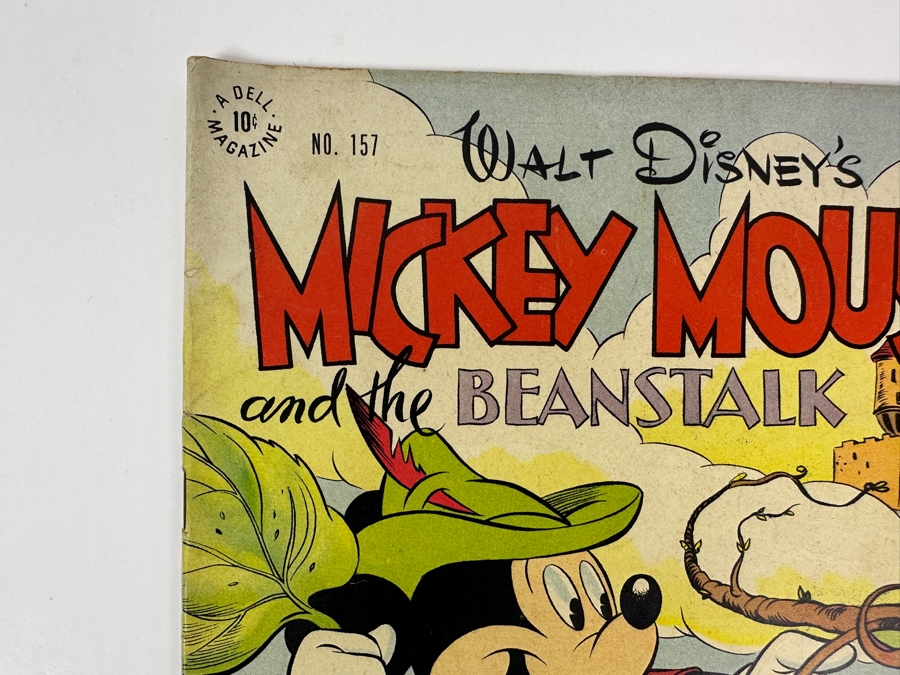 · A DELL ·
10¢
MAGAZINE
NO. 157
WALT DISNEY'S
MICKEY MOU
and the BEANSTALK